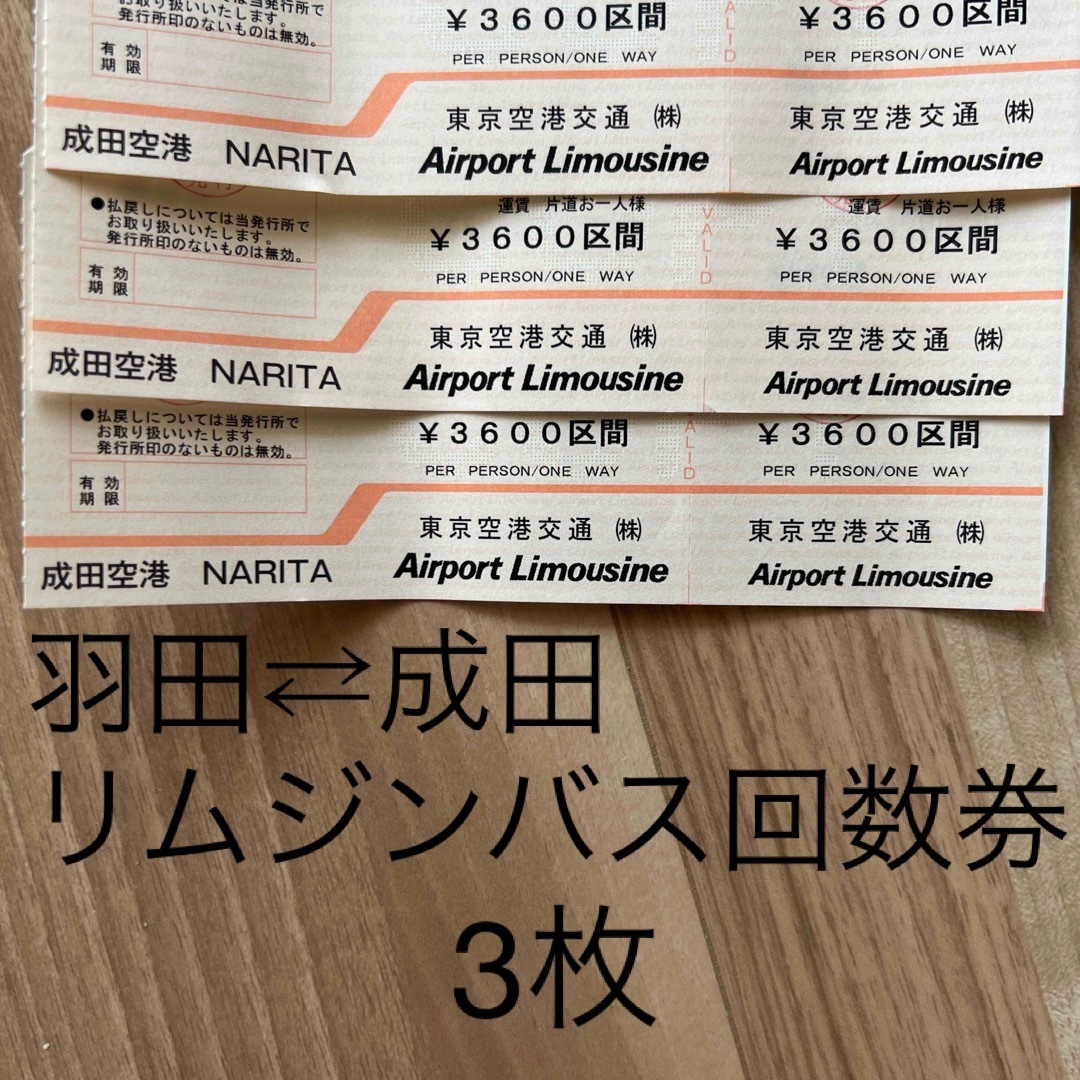 お取り扱いいたします。
発行所印のないものは無効。
有効
期限
¥3600区間
PER PERSON/ONE WAY
VALID
¥3600区間
PER PERSON/ONE WAY
成田空港 NARITA
東京空港交通 ㈱
Airport Limousine
東京空港交通 ㈱
Airport Limousine
●払戻しについては当発行所で
お取り扱いいたします。
発行所印のないものは無効。
有効
期限
運賃 片道お一人様
¥3600区間
PER PERSON/ONE WAY
VALID
運賃 片道お一人様
¥3600区間
PER PERSON/ONE WAY
成田空港 NARITA
東京空港交通 ㈱
Airport Limousine
東京空港交通 ㈱
Airport Limousine
●払戻しについては当発行所で
お取り扱いいたします。
発行所印のないものは無効。
有効
期限
¥3600区間
PER PERSON/ONE WAY
ALID
¥3600区間
PER PERSON/ONE WAY
成田空港 NARITA
東京空港交通 ㈱
Airport Limousine
東京空港交通 ㈱
Airport Limousine
羽田⇄成田
リムジンバス回数券
3枚